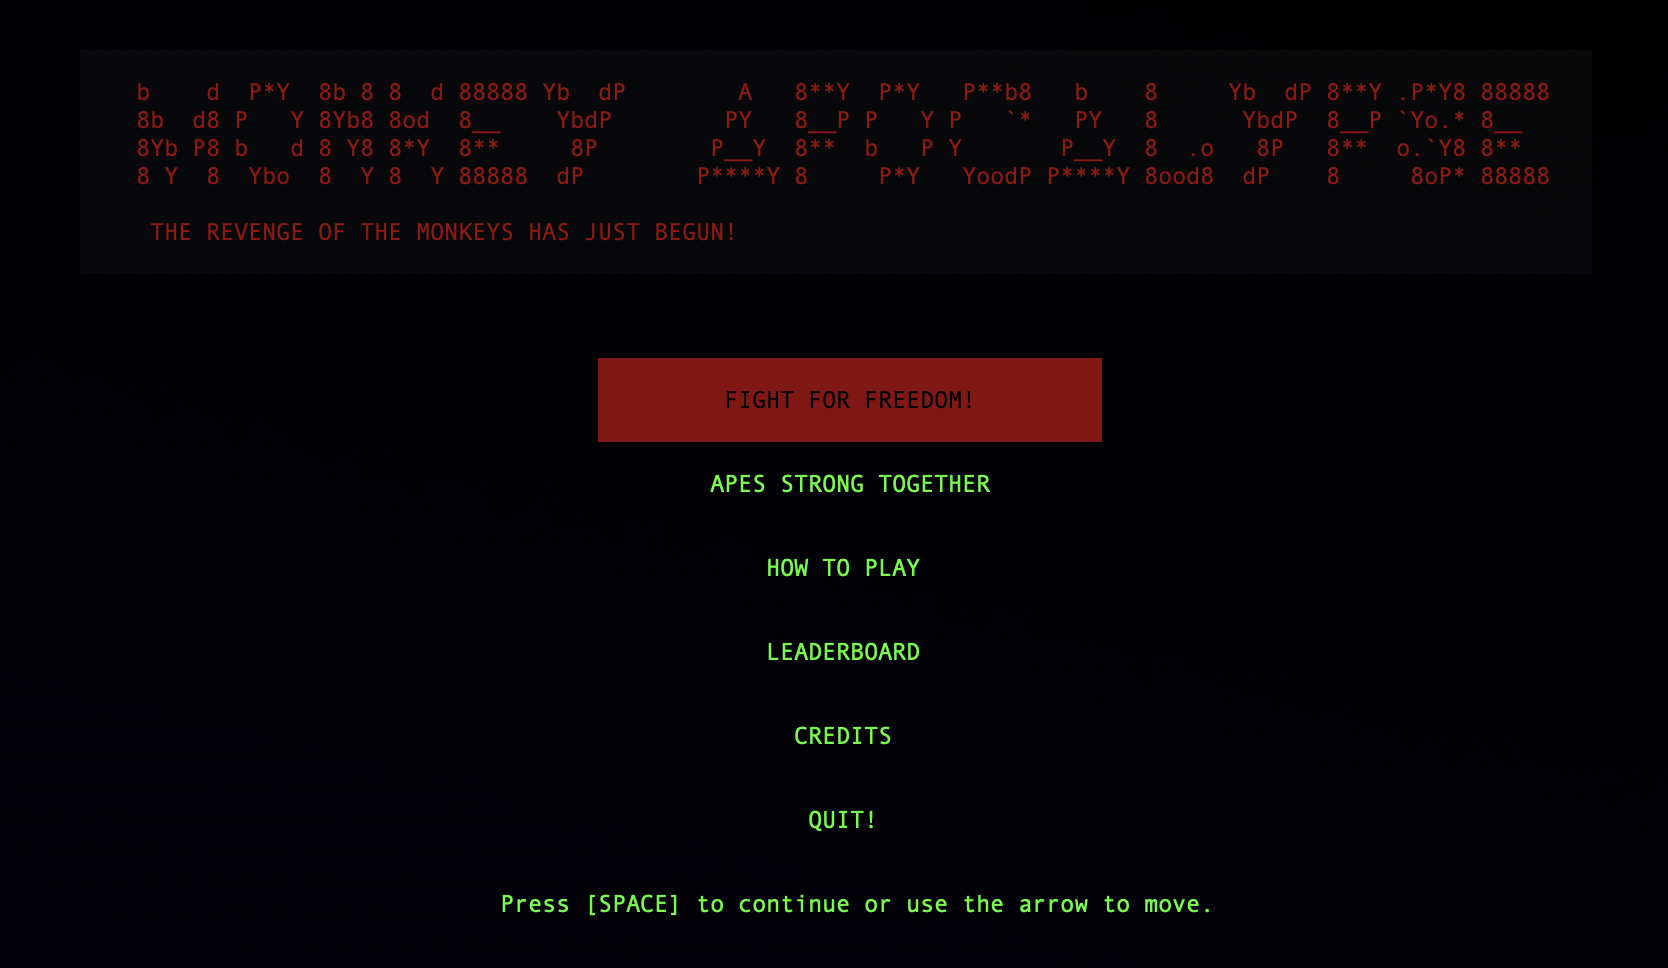 b    d  P*Y  8b 8 8  d 88888 Yb  dP        A   8**Y  P*Y   P**b8   b    8     Yb  dP 8**Y .P*Y8 88888
8b  d8 P   Y 8Yb8 8od  8__    YbdP        PY   8__P P   Y P   `*   PY   8      YbdP  8__P `Yo.* 8__
8Yb P8 b   d 8 Y8 8*Y  8**     8P        P__Y  8**  b   P Y       P__Y  8  .o   8P   8**  o.`Y8 8**
8 Y  8  Ybo  8  Y 8  Y 88888  dP        P****Y 8     P*Y   YoodP P****Y 8ood8  dP    8     8oP* 88888
THE REVENGE OF THE MONKEYS HAS JUST BEGUN!
FIGHT FOR FREEDOM!
APES STRONG TOGETHER
HOW TO PLAY
LEADERBOARD
CREDITS
QUIT!
Press [SPACE] to continue or use the arrow to move.